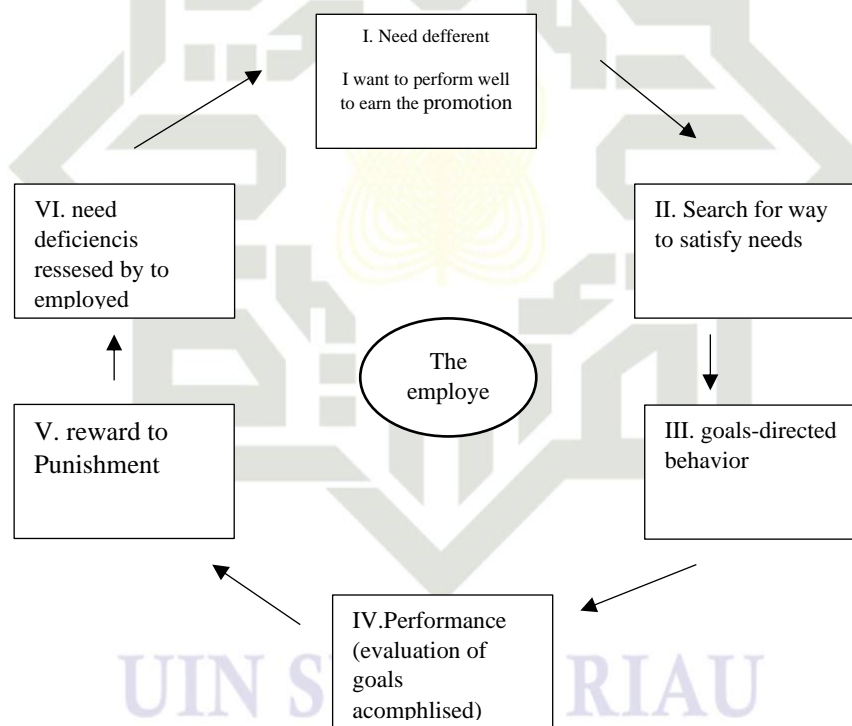 I. Need defferent
I want to perform well
to earn the promotion
II. Search for way
to satisfy needs
III. goals-directed
behavior
IV.Performance
(evaluation of
goals
acomphlised)
V. reward to
Punishment
VI. need
deficiencis
ressesed by to
employed
The
employe
UIN S RIAU